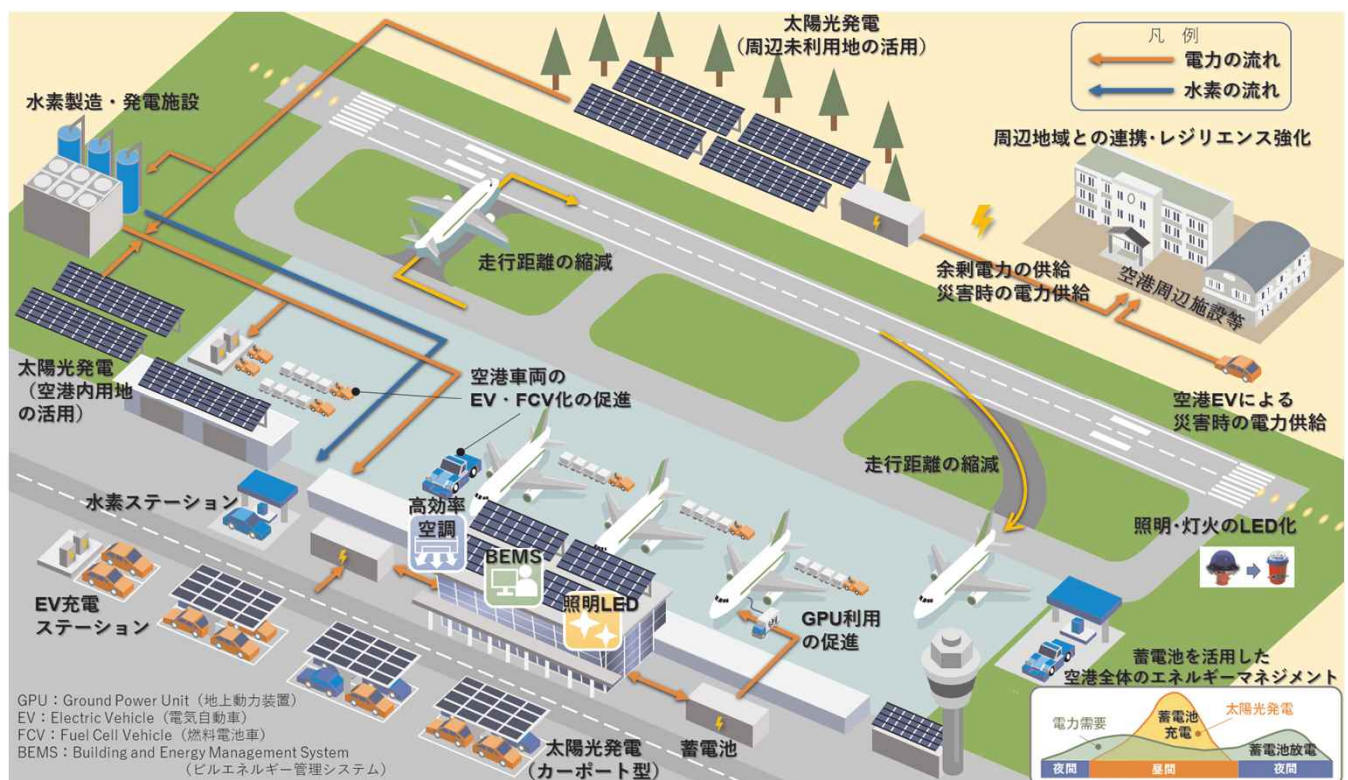 太陽光発電
（周辺未利用地の活用）
凡　例
電力の流れ
水素の流れ
水素製造・発電施設
周辺地域との連携・レジリエンス強化
走行距離の縮減
余剰電力の供給
災害時の電力供給
空港周辺施設等
太陽光発電
（空港内用地
の活用）
空港車両の
EV・FCV化の促進
空港EVによる
災害時の電力供給
走行距離の縮減
水素ステーション
高効率
空調
BEMS
照明LED
照明・灯火のLED化
EV充電
ステーション
GPU利用
の促進
蓄電池を活用した
空港全体のエネルギーマネジメント
GPU：Ground Power Unit（地上動力装置）
EV：Electric Vehicle（電気自動車）
FCV：Fuel Cell Vehicle（燃料電池車）
BEMS：Building and Energy Management System
（ビルエネルギー管理システム）
太陽光発電
（カーポート型）
蓄電池
電力需要
蓄電池
充電
太陽光発電
蓄電池放電
夜間
昼間
夜間